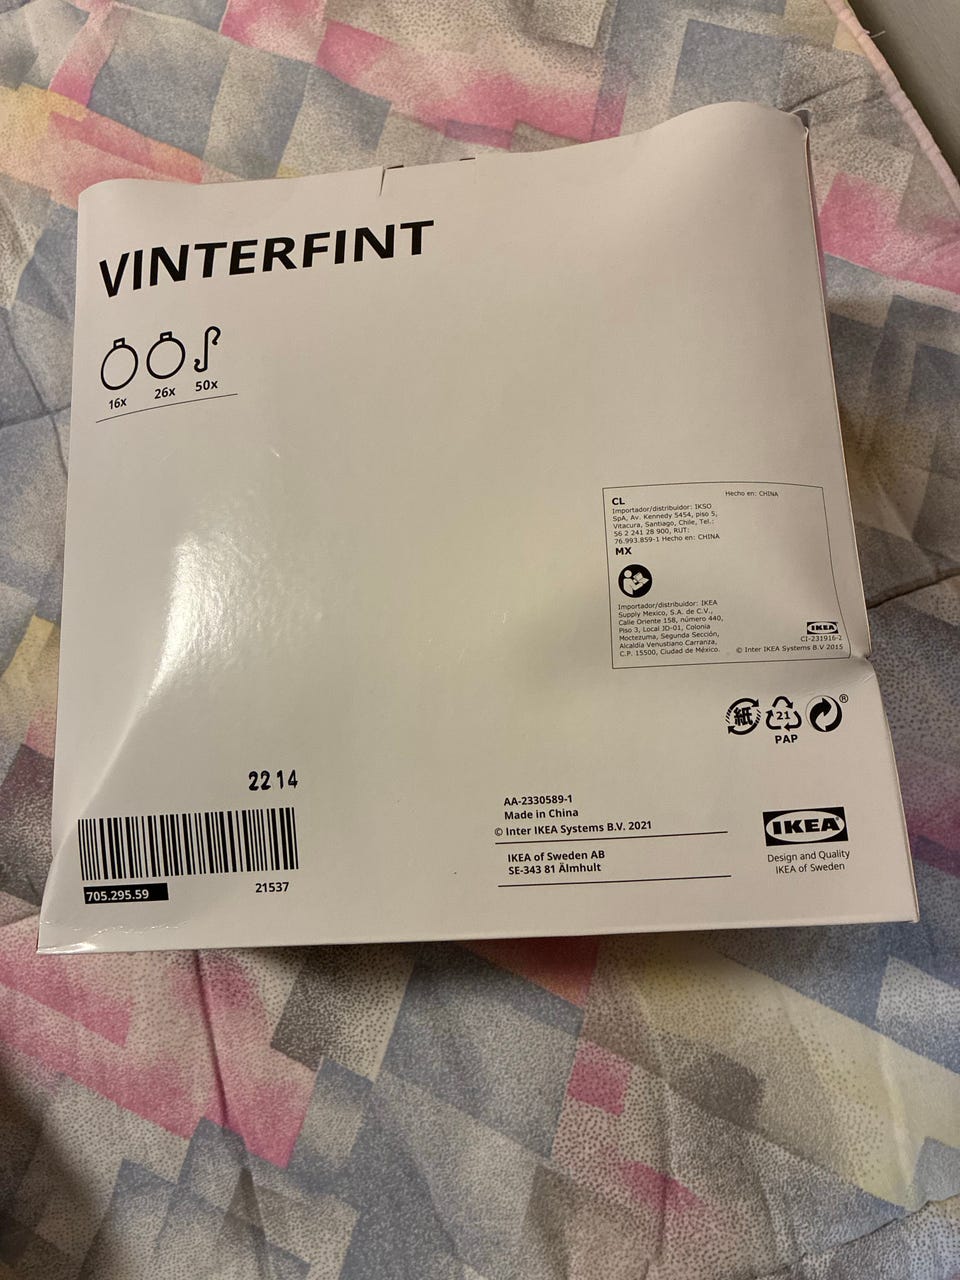 VINTERFINT
16x
26x
50x
CL
Importador/distribuidor: IKSO
SpA, Av. Kennedy 5454, piso 5,
Vitacura, Santiago, Chile, Tel.:
56 2 241 28 900, RUT:
76.993.859-1 Hecho en: CHINA
MX
Importador/distribuidor: IKEA
Supply Mexico, S.A. de C.V.,
Calle Oriente 158, número 440,
Piso 3, Local JD-01, Colonia
Moctezuma, Segunda Sección,
Alcaldía Venustiano Carranza,
C.P. 15500, Ciudad de México.
Hecho en: CHINA
IKEA
CI-231916-2
© Inter IKEA Systems B.V 2015
紙
21
PAP
®
2214
705.295.59
21537
AA-2330589-1
Made in China
© Inter IKEA Systems B.V. 2021
IKEA of Sweden AB
SE-343 81 Älmhult
IKEA
Design and Quality
IKEA of Sweden